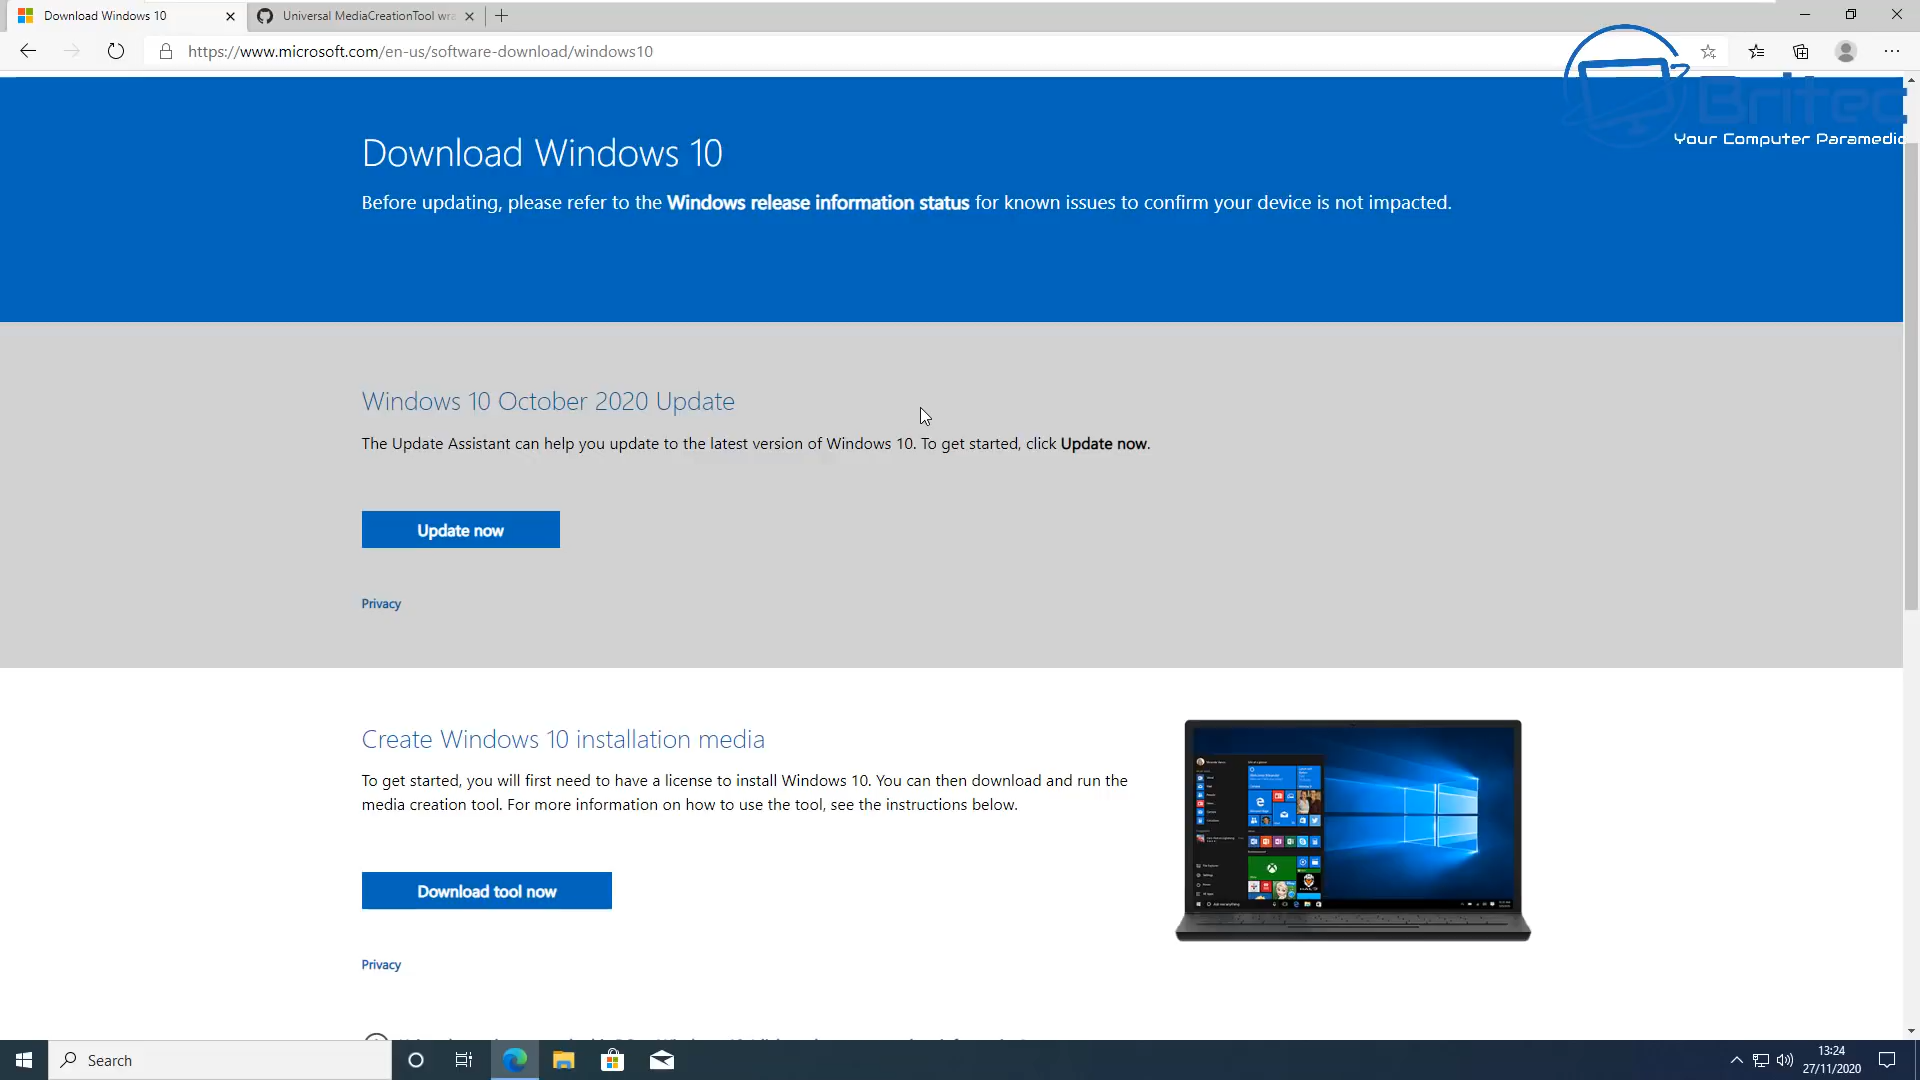 Download Windows 10
Universal MediaCreationTool wra
https://www.microsoft.com/en-us/software-download/windows10
Britec
Your Computer Paramedic
Download Windows 10
Before updating, please refer to the Windows release information status for known issues to confirm your device is not impacted.
Windows 10 October 2020 Update
The Update Assistant can help you update to the latest version of Windows 10. To get started, click Update now.
Update now
Privacy
Create Windows 10 installation media
To get started, you will first need to have a license to install Windows 10. You can then download and run the
media creation tool. For more information on how to use the tool, see the instructions below.
Download tool now
Privacy
Search
13:24
27/11/2020